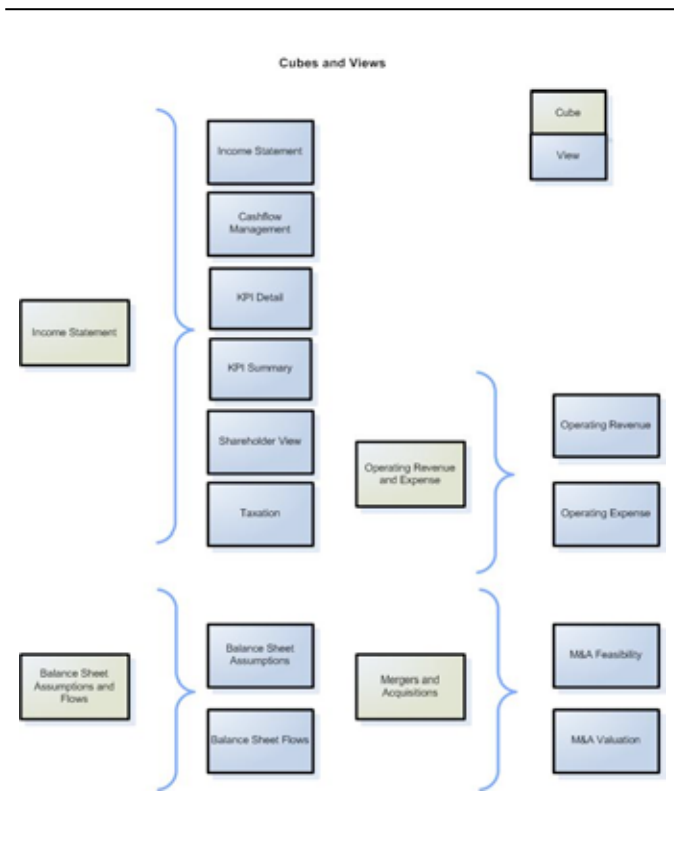 Cubes and Views
Cube
View
Income Statement
Income Statement
Cashflow
Management
KPI Detail
KPI Summary
Shareholder View
Taxation
Operating Revenue
and Expense
Operating Revenue
Operating Expense
Balance Sheet
Assumptions and
Flows
Balance Sheet
Assumptions
Balance Sheet Flows
Mergers and
Acquisitions
M&A Feasibility
M&A Valuation